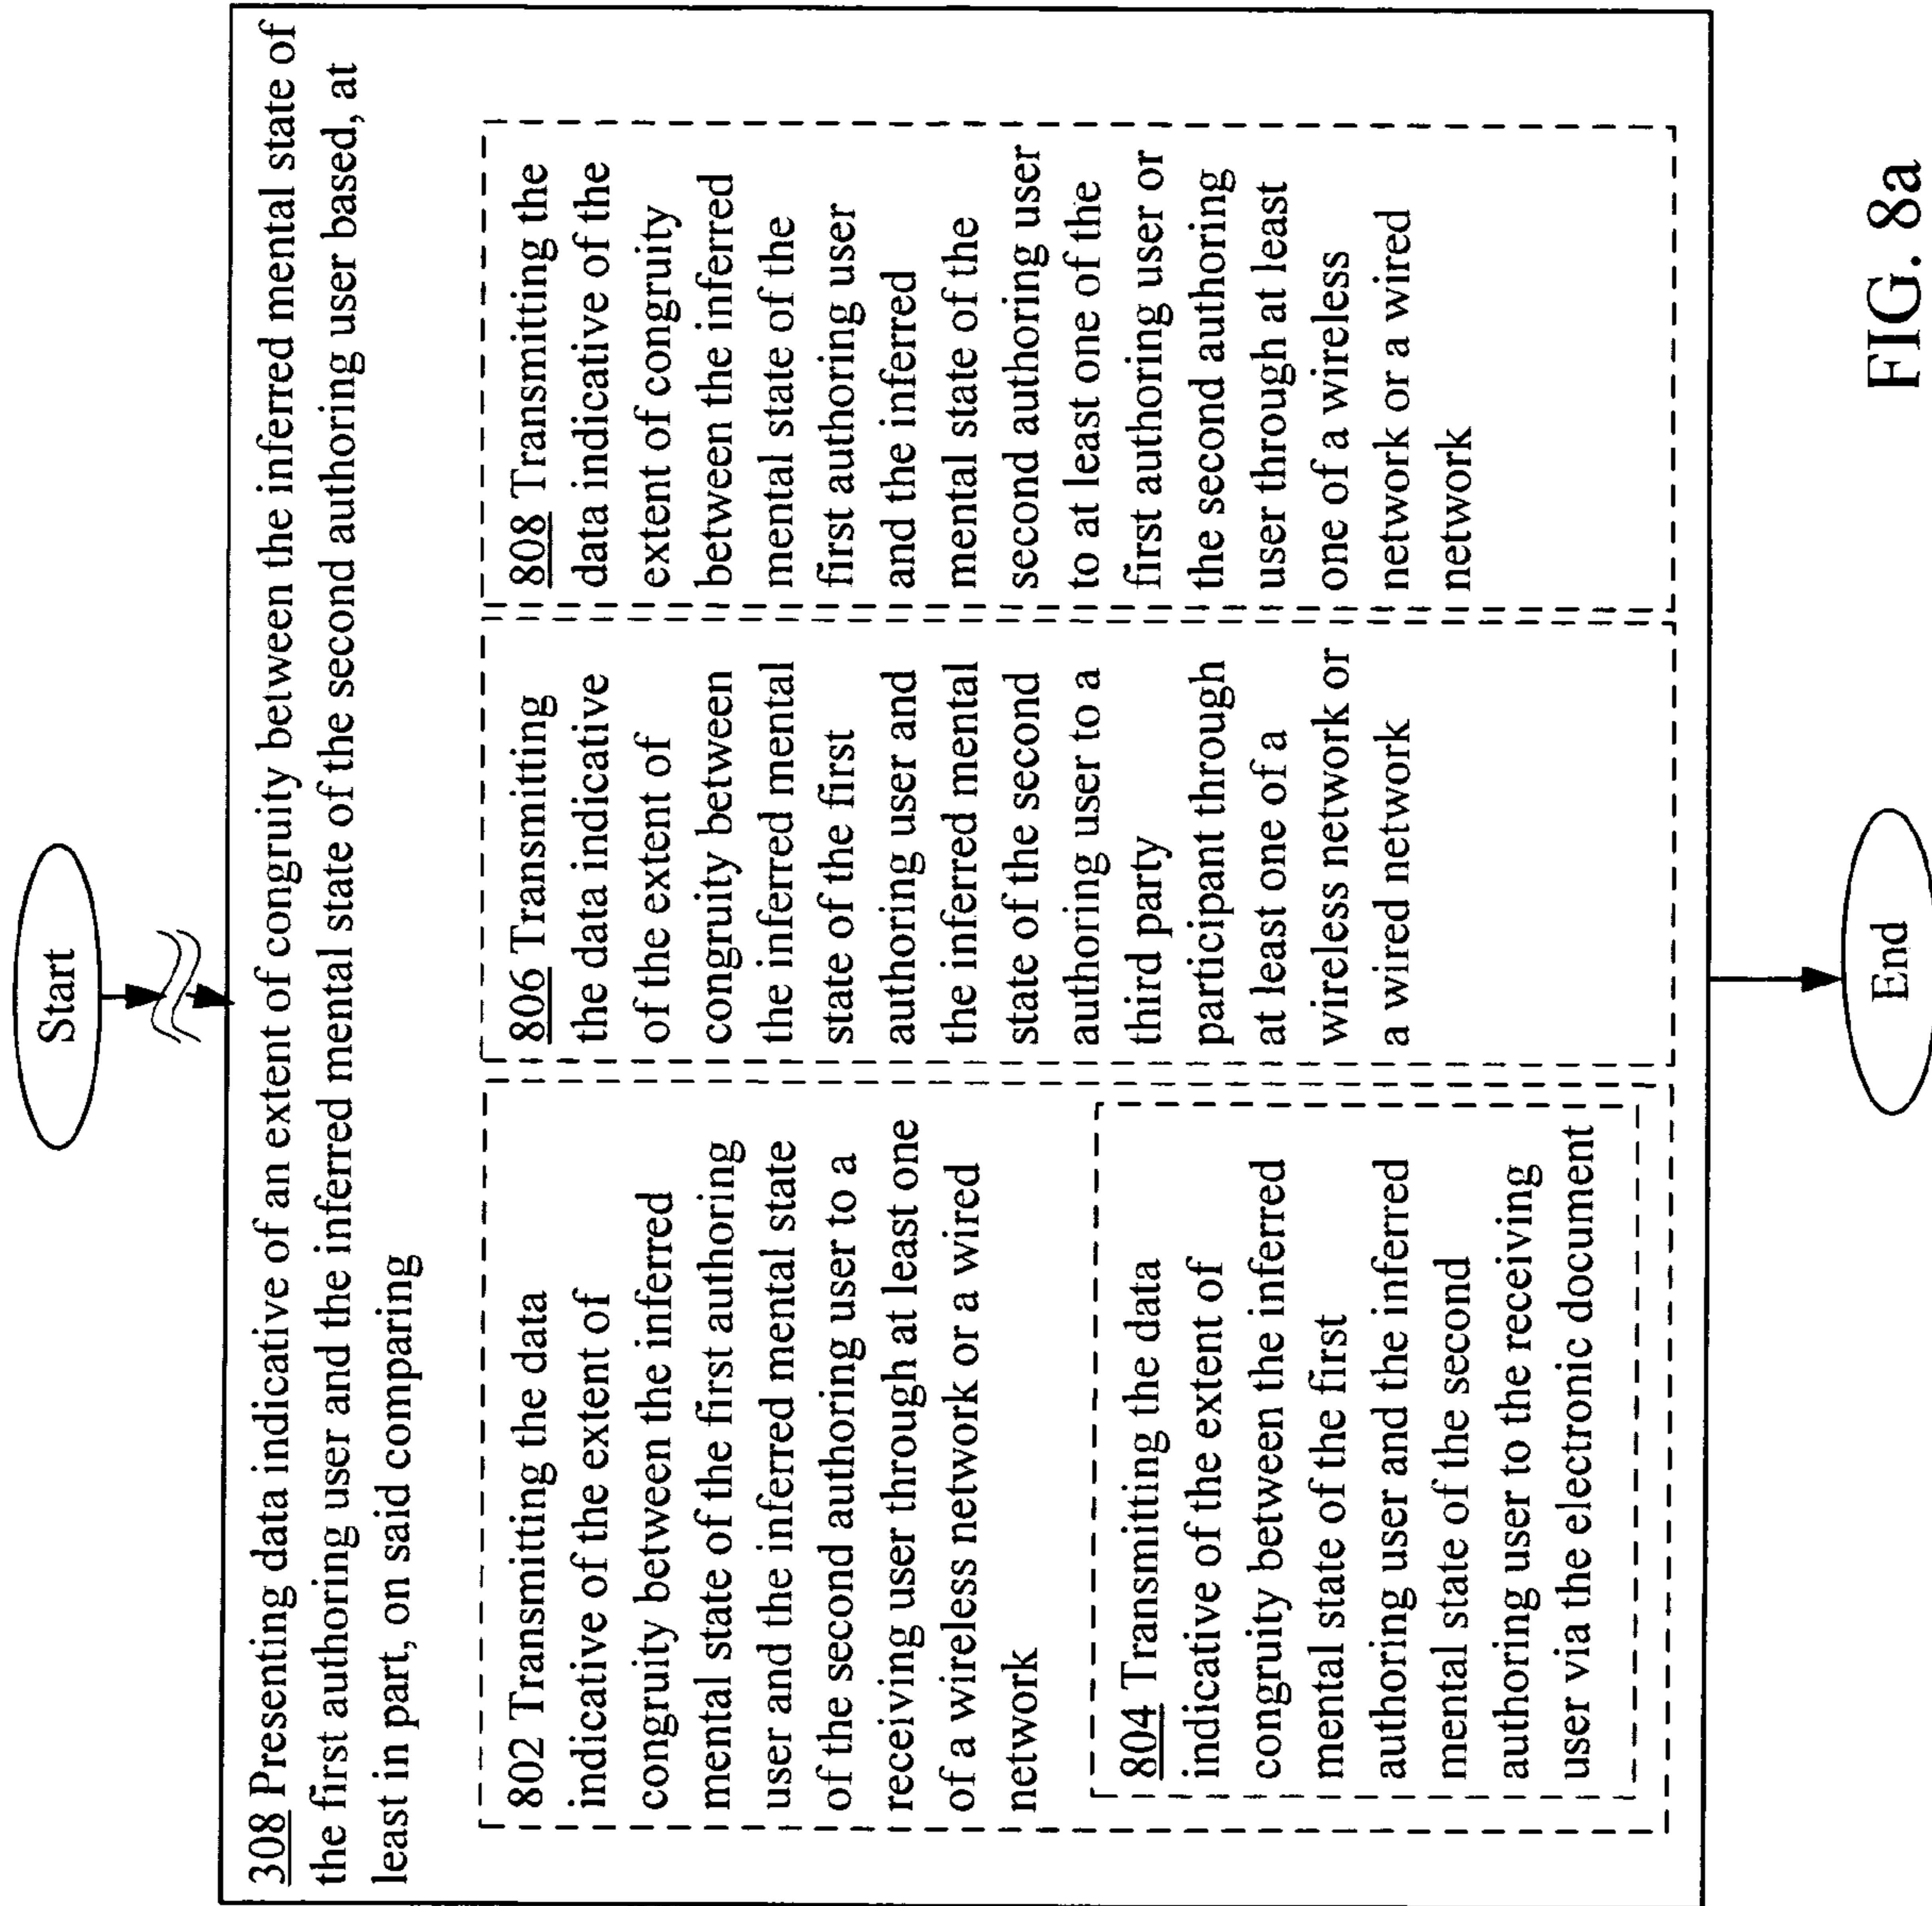 Start
308 Presenting data indicative of an extent of congruity between the inferred mental state of
the first authoring user and the inferred mental state of the second authoring user based, at
least in part, on said comparing
802 Transmitting the data
indicative of the extent of
congruity between the inferred
mental state of the first authoring
user and the inferred mental state
of the second authoring user to a
receiving user through at least one
of a wireless network or a wired
network
804 Transmitting the data
indicative of the extent of
congruity between the inferred
mental state of the first
authoring user and the inferred
mental state of the second
authoring user to the receiving
user via the electronic document
806 Transmitting
the data indicative
of the extent of
congruity between
the inferred mental
state of the first
authoring user and
the inferred mental
state of the second
authoring user to a
third party
participant through
at least one of a
wireless network or
a wired network
808 Transmitting the
data indicative of the
extent of congruity
between the inferred
mental state of the
first authoring user
and the inferred
mental state of the
second authoring user
to at least one of the
first authoring user or
the second authoring
user through at least
one of a wireless
network or a wired
network
End
FIG. 8a